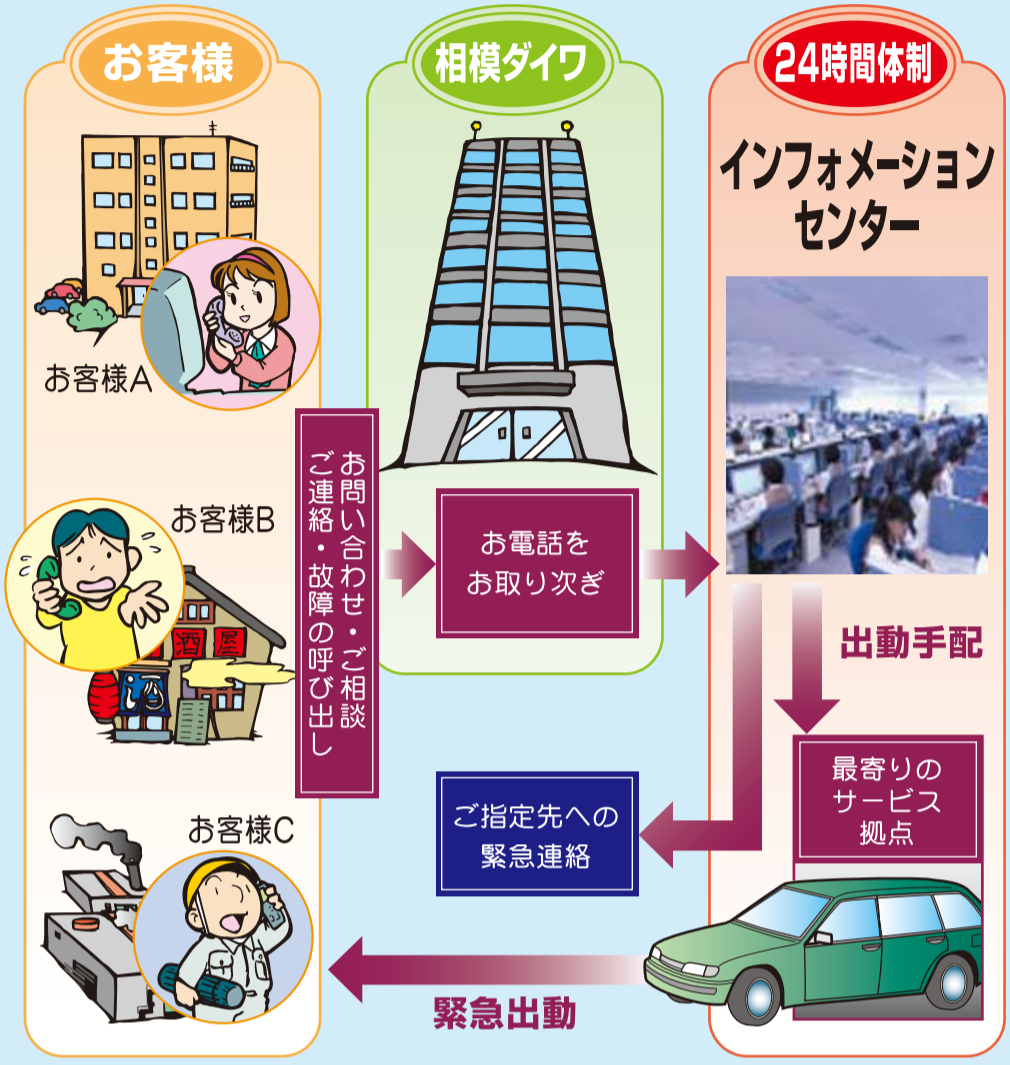 お客様
相模ダイワ
24時間体制
インフォメーション
センター
お客様A
お客様B
酒屋
酒
お客様C
お問い合わせ・ご相談
ご連絡・故障の呼び出し
お電話を
お取り次ぎ
出動手配
最寄りの
サービス
拠点
ご指定先への
緊急連絡
緊急出動